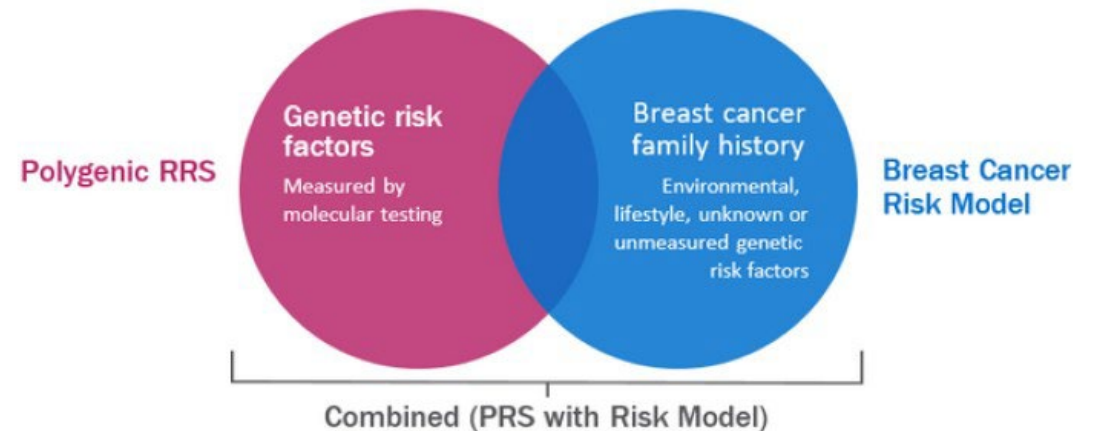 Polygenic RRS
Genetic risk
factors
Measured by
molecular testing
Breast cancer
family history
Environmental,
lifestyle, unknown or
unmeasured genetic
risk factors
Breast Cancer
Risk Model
Combined (PRS with Risk Model)